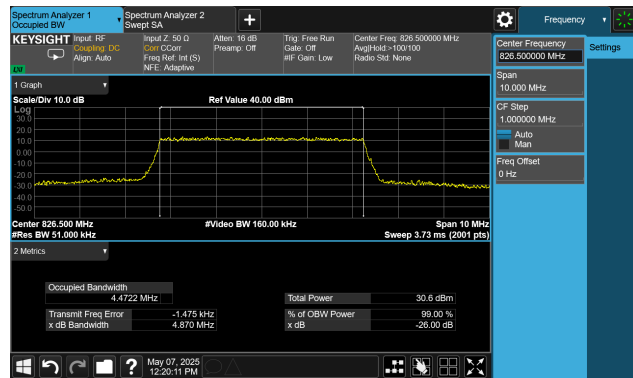 Spectrum Analyzer 1
Occupied BW
Spectrum Analyzer 2
Swept SA
Frequency
KEYSIGHT
Input: RF
Coupling: DC
Align: Auto
Input Z: 50 Ω
Corr CCorr
Freq Ref: Int (S)
NFE: Adaptive
Atten: 16 dB
Preamp: Off
Trig: Free Run
Gate: Off
#IF Gain: Low
Center Freq: 826.500000 MHz
Avg|Hold:>100/100
Radio Std: None
LXI
Center Frequency
826.500000 MHz
Settings
Span
10.000 MHz
CF Step
1.000000 MHz
Auto
Man
Freq Offset
0 Hz
1 Graph
Scale/Div 10.0 dB
Ref Value 40.00 dBm
Log
30.0
20.0
10.0
0.00
-10.0
-20.0
-30.0
-40.0
-50.0
Center 826.500 MHz
#Video BW 160.00 kHz
Span 10 MHz
#Res BW 51.000 kHz
Sweep 3.73 ms (2001 pts)
2 Metrics
Occupied Bandwidth
4.4722 MHz
Total Power
30.6 dBm
Transmit Freq Error
-1.475 kHz
% of OBW Power
99.00 %
x dB Bandwidth
4.870 MHz
x dB
-26.00 dB
?
May 07, 2025
12:20:11 PM